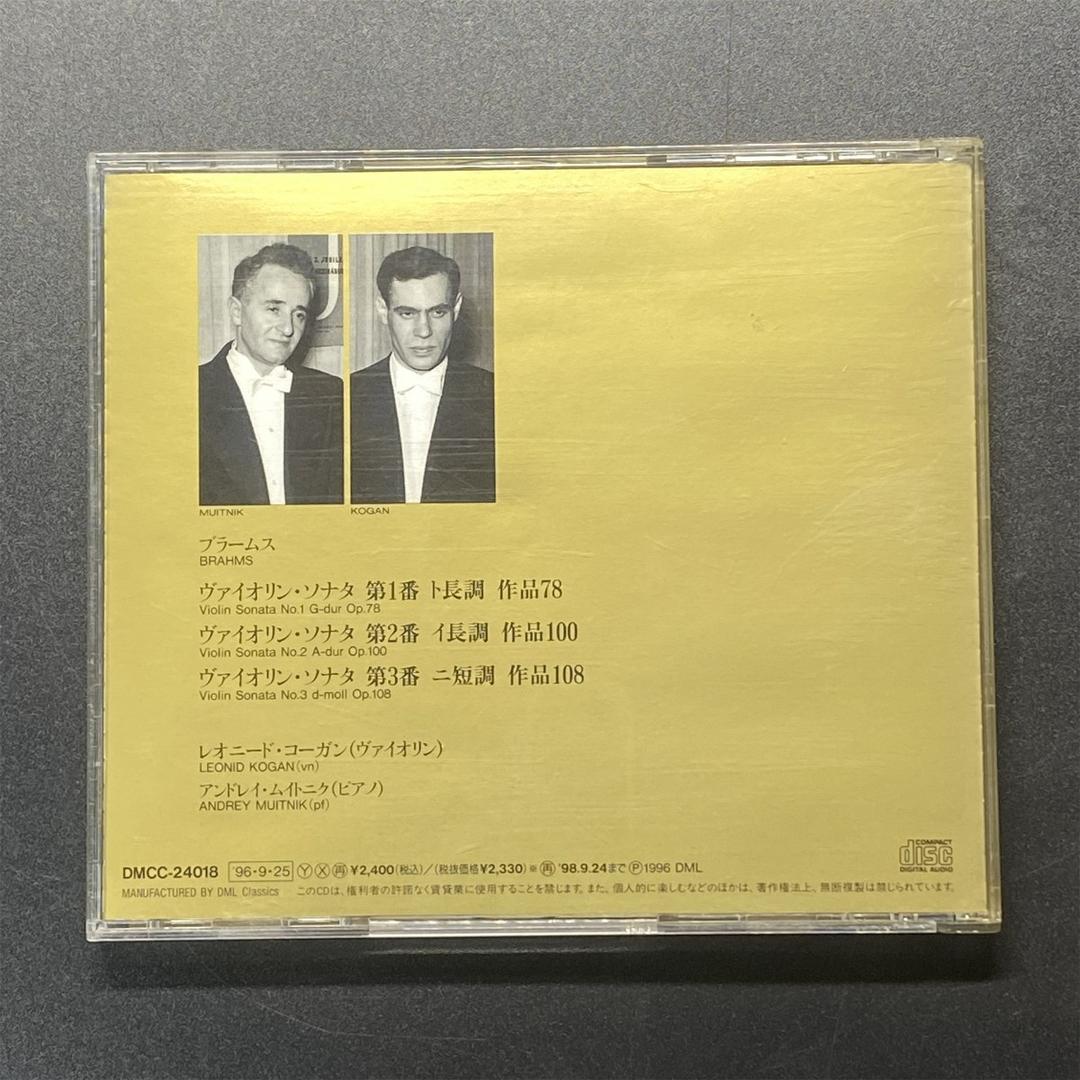 MUITNIK
KOGAN
ブラームス
BRAHMS
ヴァイオリン・ソナタ 第1番 ト長調 作品78
Violin Sonata No.1 G-dur Op.78
ヴァイオリン・ソナタ 第2番 イ長調 作品100
Violin Sonata No.2 A-dur Op.100
ヴァイオリン・ソナタ 第3番 ニ短調 作品108
Violin Sonata No.3 d-moll Op.108
レオニード・コーガン(ヴァイオリン)
LEONID KOGAN(vn)
アンドレイ・ムイトニク(ピアノ)
ANDREY MUITNIK(pf)
COMPACT
disc
DIGITAL AUDIO
DMCC-24018 '96・9・25 Ⓨ Ⓧ ㊢ ¥2,400(税込)/(税抜価格¥2,330)※ 再 '98.9.24まで Ⓟ1996 DML
MANUFACTURED BY DML Classics このCDは、権利者の許諾なく賃貸業に使用することを禁じます。また、個人的に楽しむなどのほかは、著作権法上、無断複製は禁じられています。